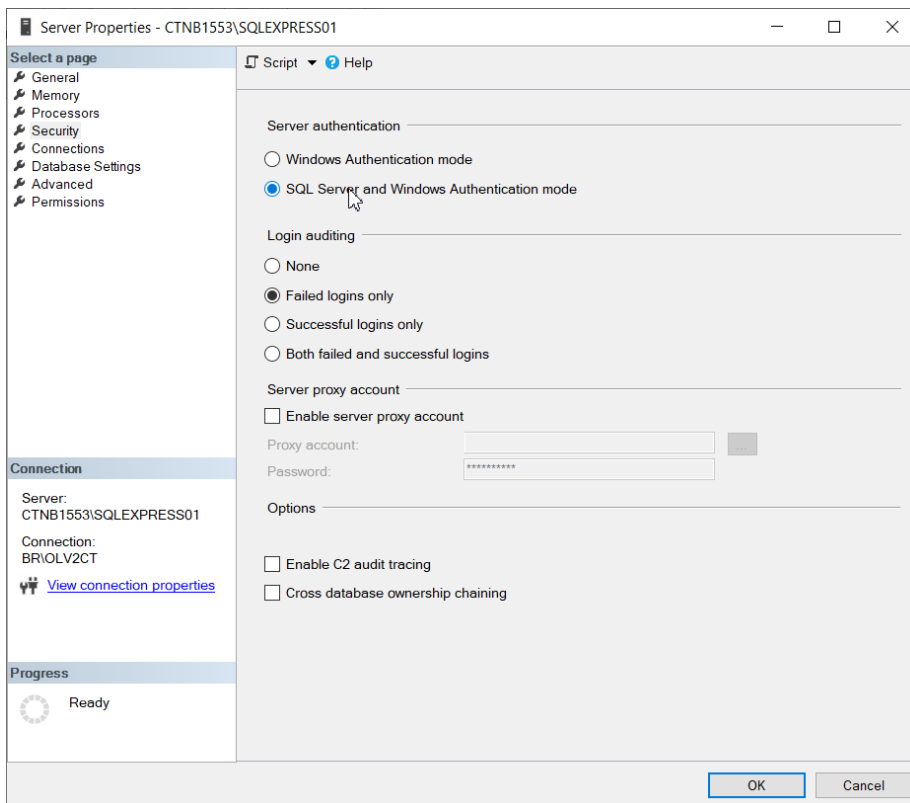 Server Properties - CTNB1553\SQLEXPRESS01
Select a page
General
Memory
Processors
Security
Connections
Database Settings
Advanced
Permissions
Connection
Server:
CTNB1553\SQLEXPRESS01
Connection:
BR\OLV2CT
View connection properties
Progress
Ready
Script
Help
Server authentication
Windows Authentication mode
SQL Server and Windows Authentication mode
Login auditing
None
Failed logins only
Successful logins only
Both failed and successful logins
Server proxy account
Enable server proxy account
Proxy account:
...
Password:
**********
Options
Enable C2 audit tracing
Cross database ownership chaining
OK
Cancel